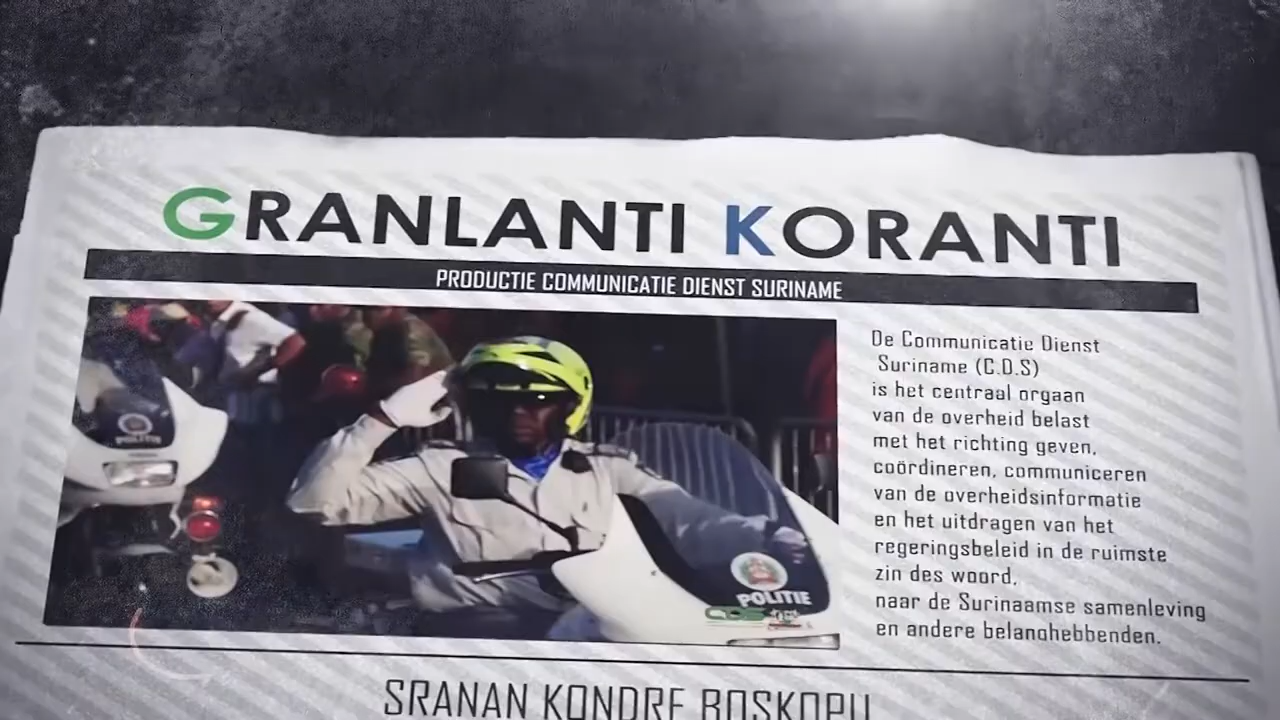 GRANLANTI KORANTI
PRODUCTIE COMMUNICATIE DIENST SURINAME
De Communicatie Dienst
Suriname (C.D.S)
is het centraal orgaan
van de overheid belast
met het richting geven,
coördineren, communiceren
van de overheidsinformatie
en het uitdragen van het
regeringsbeleid in de ruimste
zin des woord,
naar de Surinaamse samenleving
en andere belanghebbenden.
POLITIE
POLITIE
CDS
SRANAN KONDRE BOSKOPU